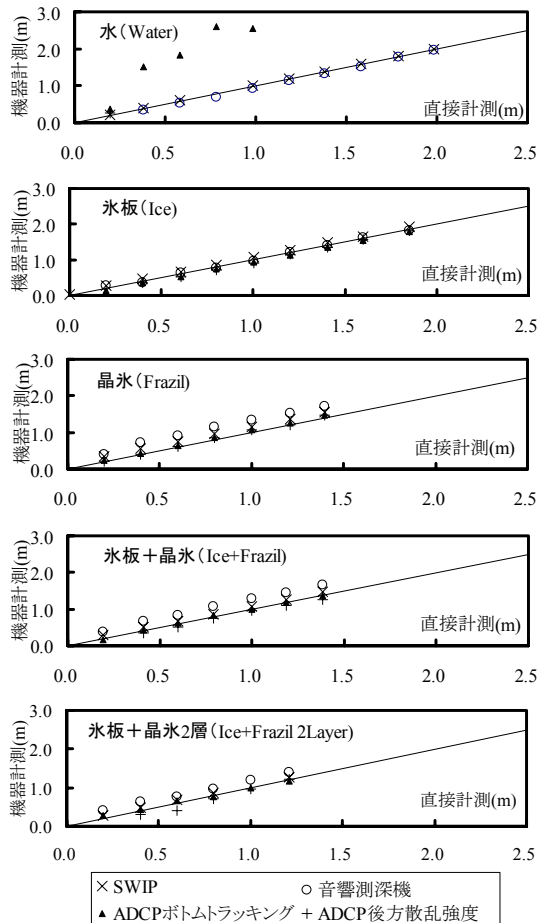 機器計測(m)
3.0
2.0
1.0
0.0
水(Water)
直接計測(m)
0.0 0.5 1.0 1.5 2.0 2.5
機器計測(m)
3.0
2.0
1.0
0.0
氷板(Ice)
直接計測(m)
0.0 0.5 1.0 1.5 2.0 2.5
機器計測(m)
3.0
2.0
1.0
0.0
晶氷(Frazil)
直接計測(m)
0.0 0.5 1.0 1.5 2.0 2.5
機器計測(m)
3.0
2.0
1.0
0.0
氷板+晶氷(Ice+Frazil)
直接計測(m)
0.0 0.5 1.0 1.5 2.0 2.5
機器計測(m)
3.0
2.0
1.0
0.0
氷板+晶氷2層(Ice+Frazil 2Layer)
直接計測(m)
0.0 0.5 1.0 1.5 2.0 2.5
× SWIP ○ 音響測深機
▲ ADCPボトムトラッキング + ADCP後方散乱強度